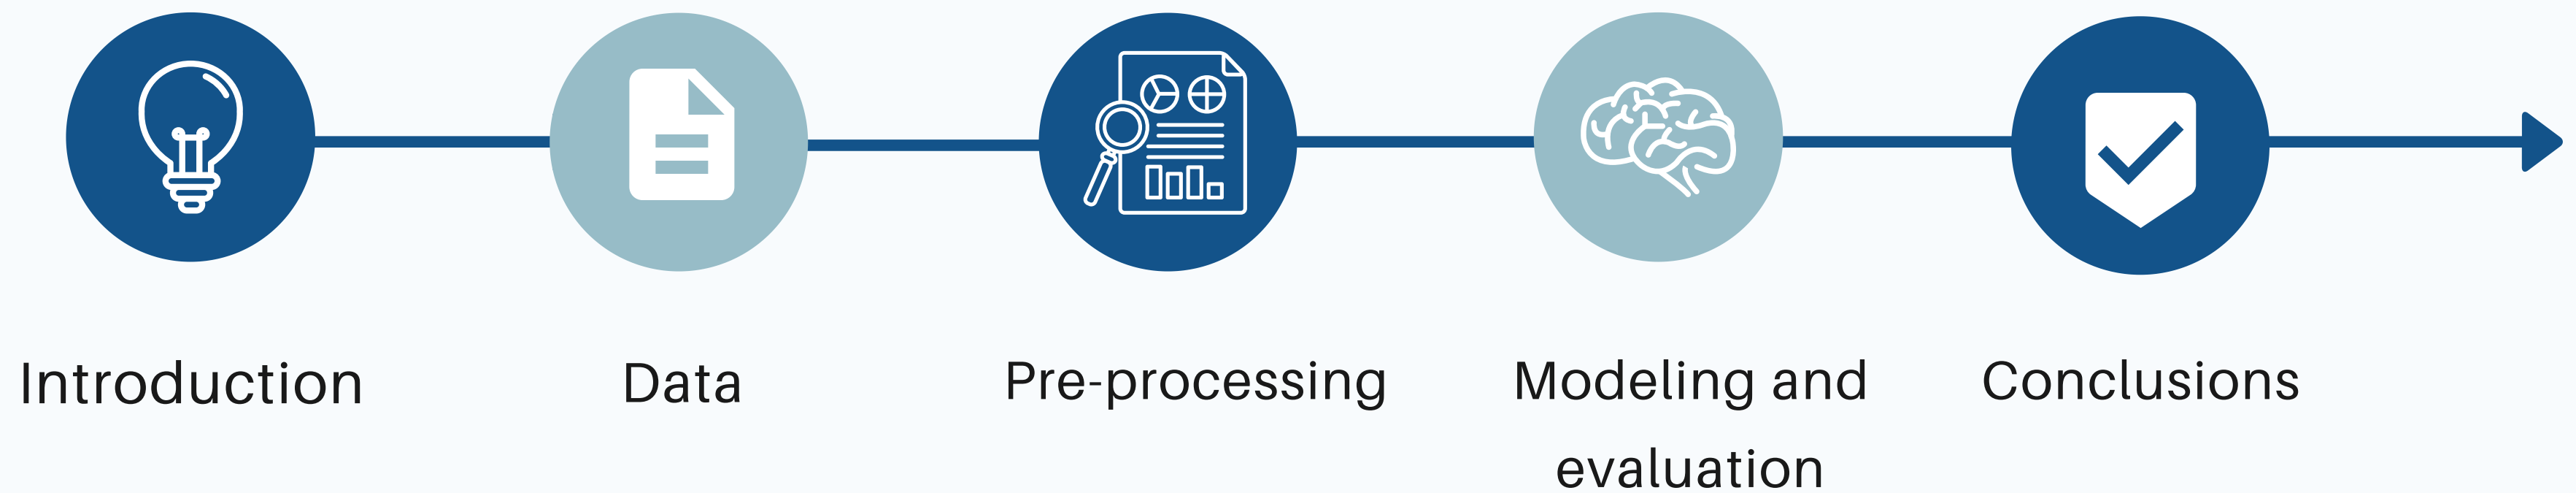 Introduction
Data
Pre-processing
Modeling and
evaluation
Conclusions